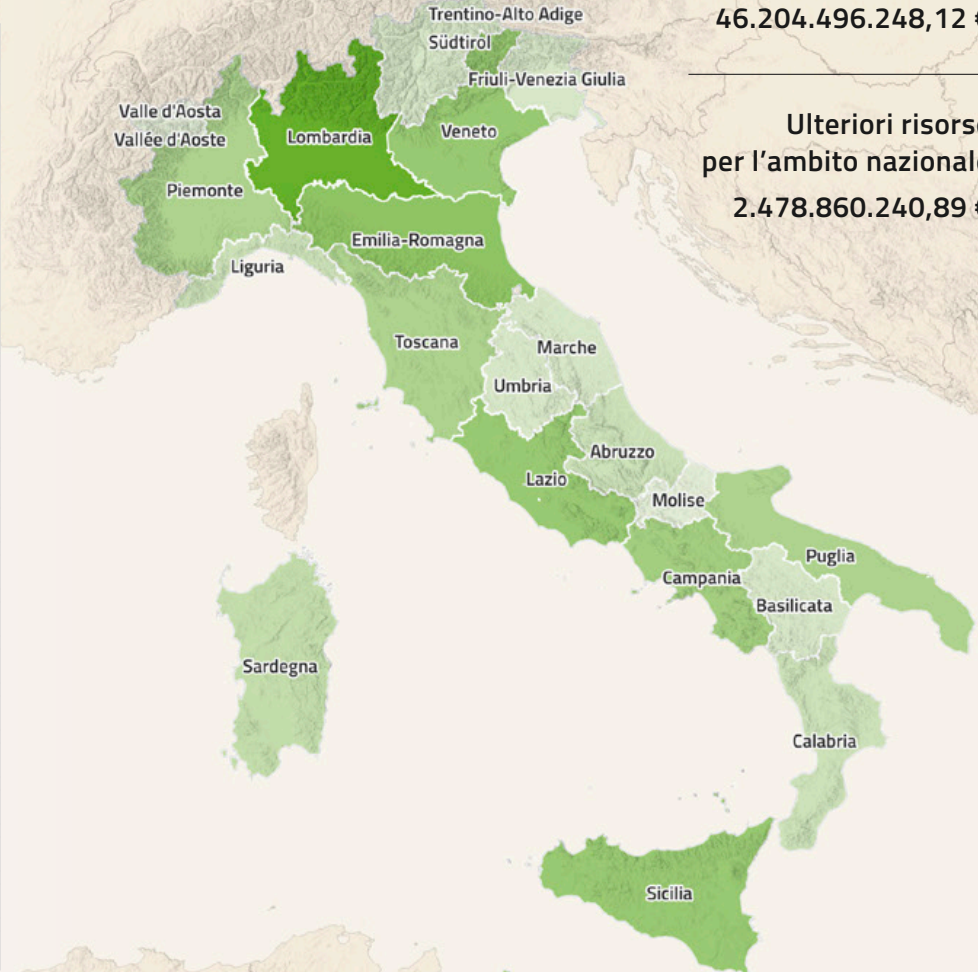 Trentino-Alto Adige
Südtirol
46.204.496.248,12 €
Friuli-Venezia Giulia
Valle d'Aosta
Vallée d'Aoste
Lombardia
Veneto
Ulteriori risorse
per l’ambito nazionale
2.478.860.240,89 €
Piemonte
Emilia-Romagna
Liguria
Toscana
Marche
Umbria
Abruzzo
Lazio
Molise
Puglia
Campania
Basilicata
Sardegna
Calabria
Sicilia